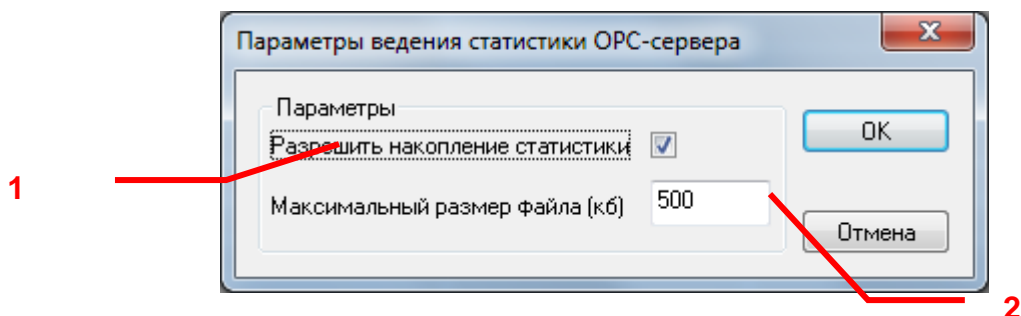 Параметры ведения статистики OPC-сервера
Параметры
Разрешить накопление статистики
OK
1
Максимальный размер файла (кб) 500
Отмена
2